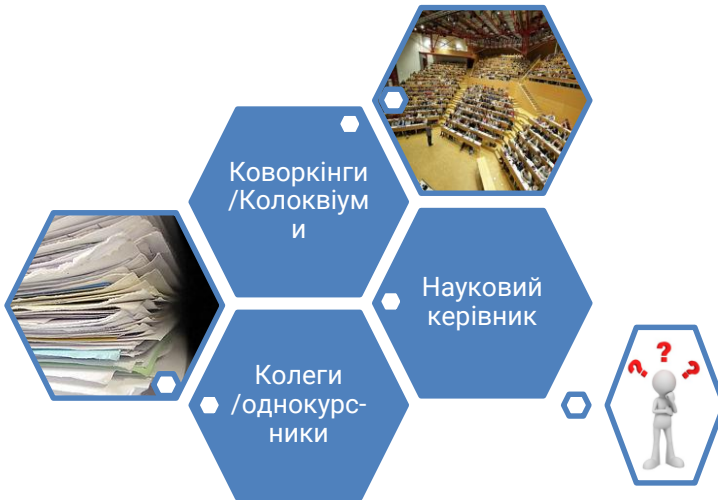 Коворкінги
/Колоквіум
и
Науковий
керівник
Колеги
/однокурс-
ники
? ? ?